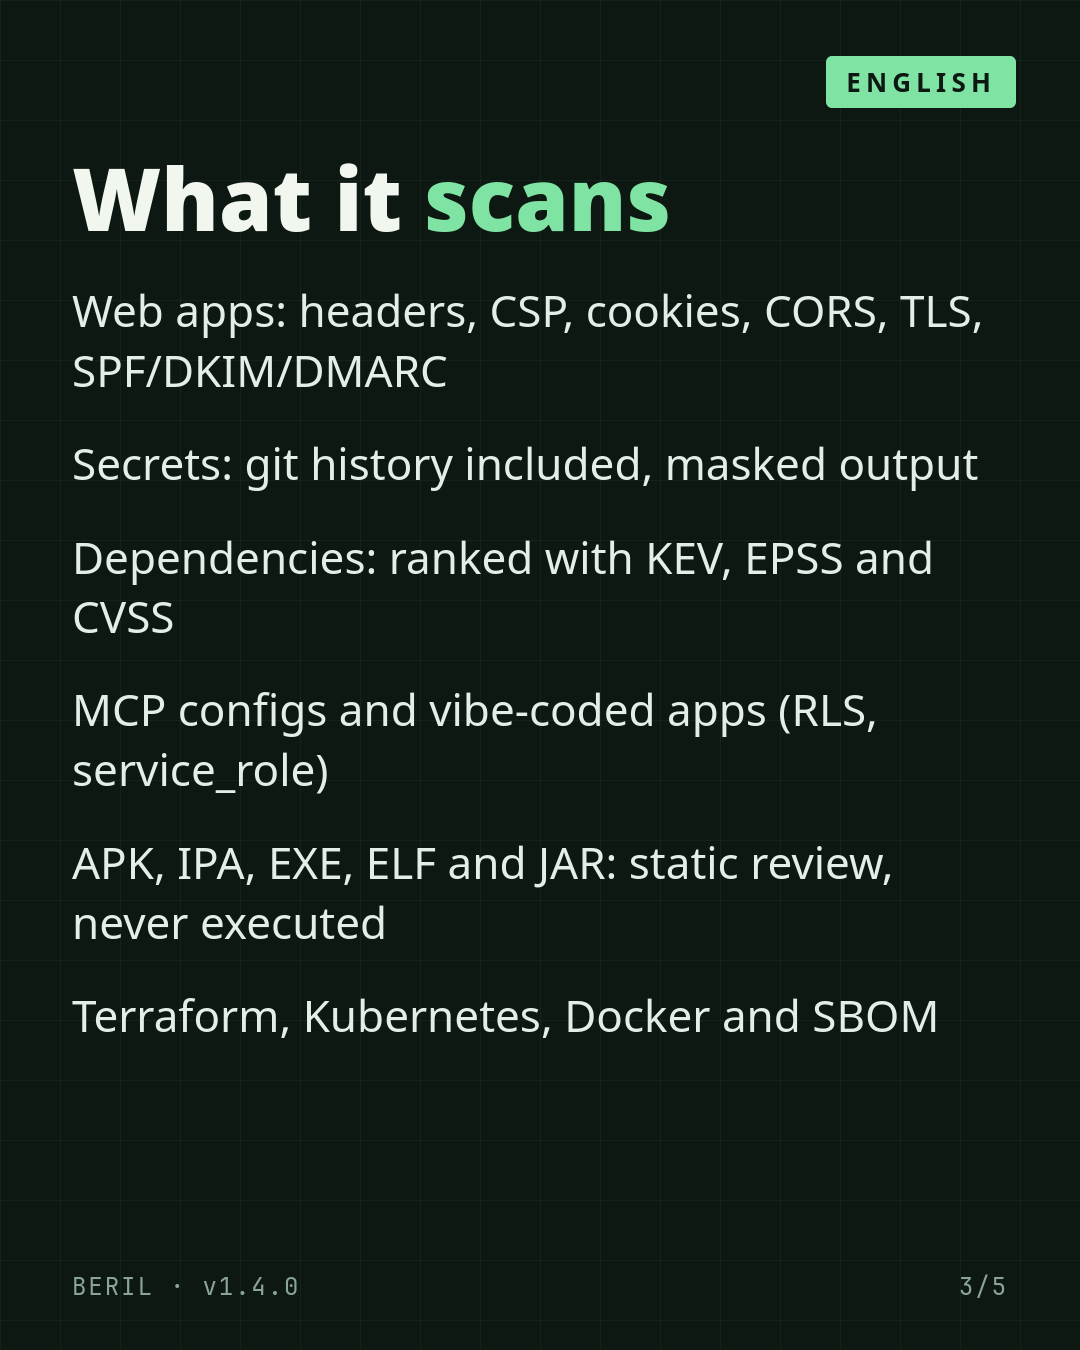 ENGLISH
What it scans
Web apps: headers, CSP, cookies, CORS, TLS,
SPF/DKIM/DMARC
Secrets: git history included, masked output
Dependencies: ranked with KEV, EPSS and
CVSS
MCP configs and vibe-coded apps (RLS,
service_role)
APK, IPA, EXE, ELF and JAR: static review,
never executed
Terraform, Kubernetes, Docker and SBOM
BERIL · v1.4.0
3/5